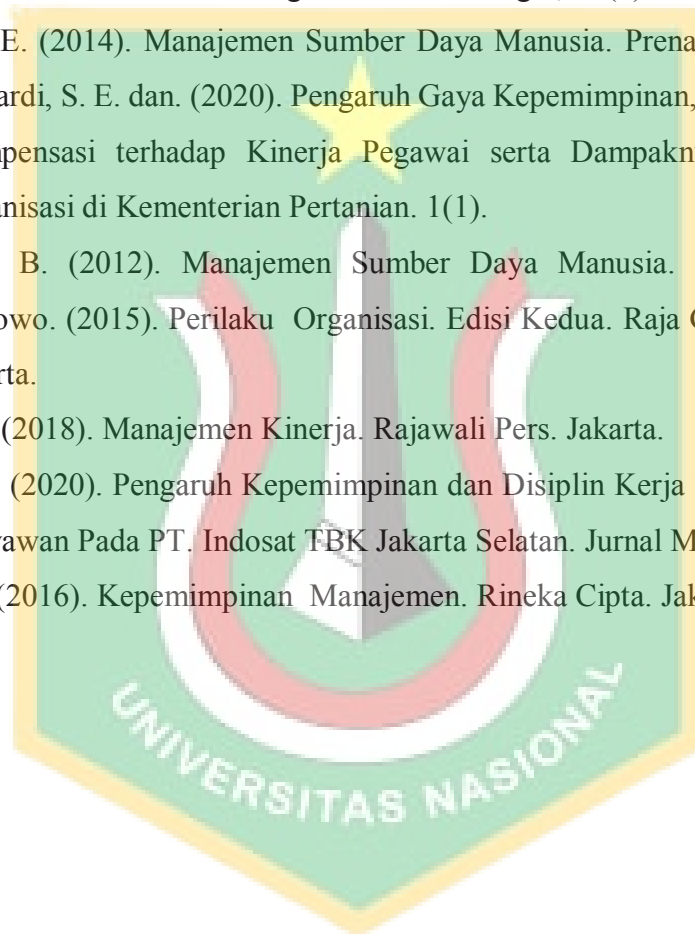 E. (2014). Manajemen Sumber Daya Manusia. Prena
ardi, S. E. dan. (2020). Pengaruh Gaya Kepemimpinan,
pensasi terhadap Kinerja Pegawai serta Dampakn
anisasi di Kementerian Pertanian. 1(1).
B. (2012). Manajemen Sumber Daya Manusia.
owo. (2015). Perilaku Organisasi. Edisi Kedua. Raja
rta.
(2018). Manajemen Kinerja. Rajawali Pers. Jakarta.
(2020). Pengaruh Kepemimpinan dan Disiplin Kerja
awan Pada PT. Indosat TBK Jakarta Selatan. Jurnal M
(2016). Kepemimpinan Manajemen. Rineka Cipta. Jak
UNIVERSITAS NASIONAL